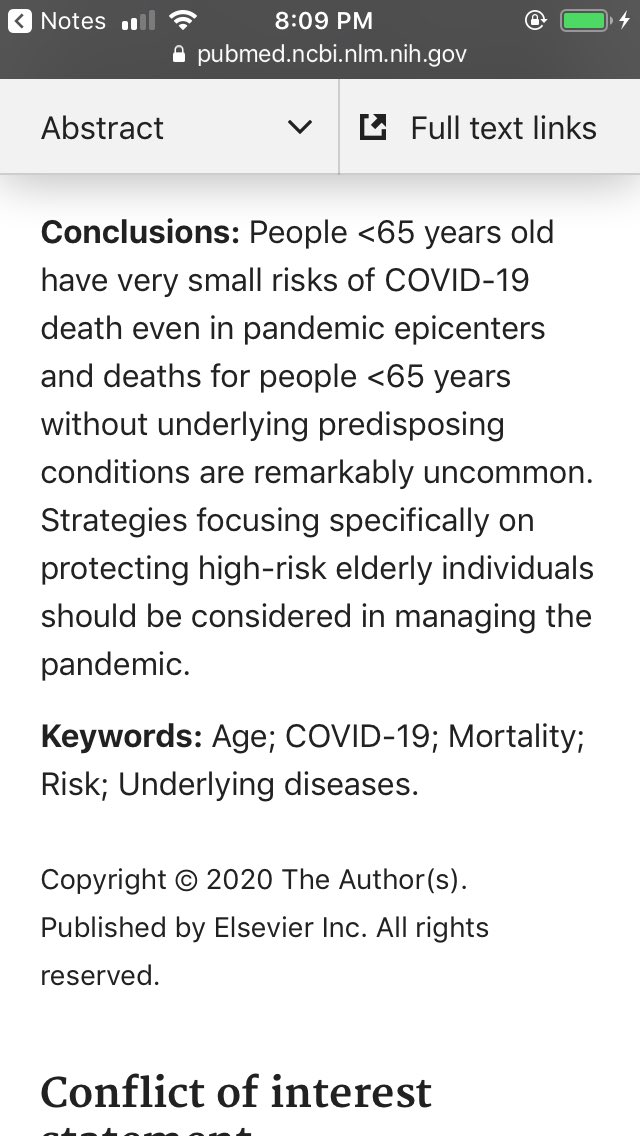 Notes 8:09 PM
pubmed.ncbi.nlm.nih.gov
Abstract Full text links
Conclusions: People <65 years old
have very small risks of COVID-19
death even in pandemic epicenters
and deaths for people <65 years
without underlying predisposing
conditions are remarkably uncommon.
Strategies focusing specifically on
protecting high-risk elderly individuals
should be considered in managing the
pandemic.
Keywords: Age; COVID-19; Mortality;
Risk; Underlying diseases.
Copyright © 2020 The Author(s).
Published by Elsevier Inc. All rights
reserved.
Conflict of interest
statement